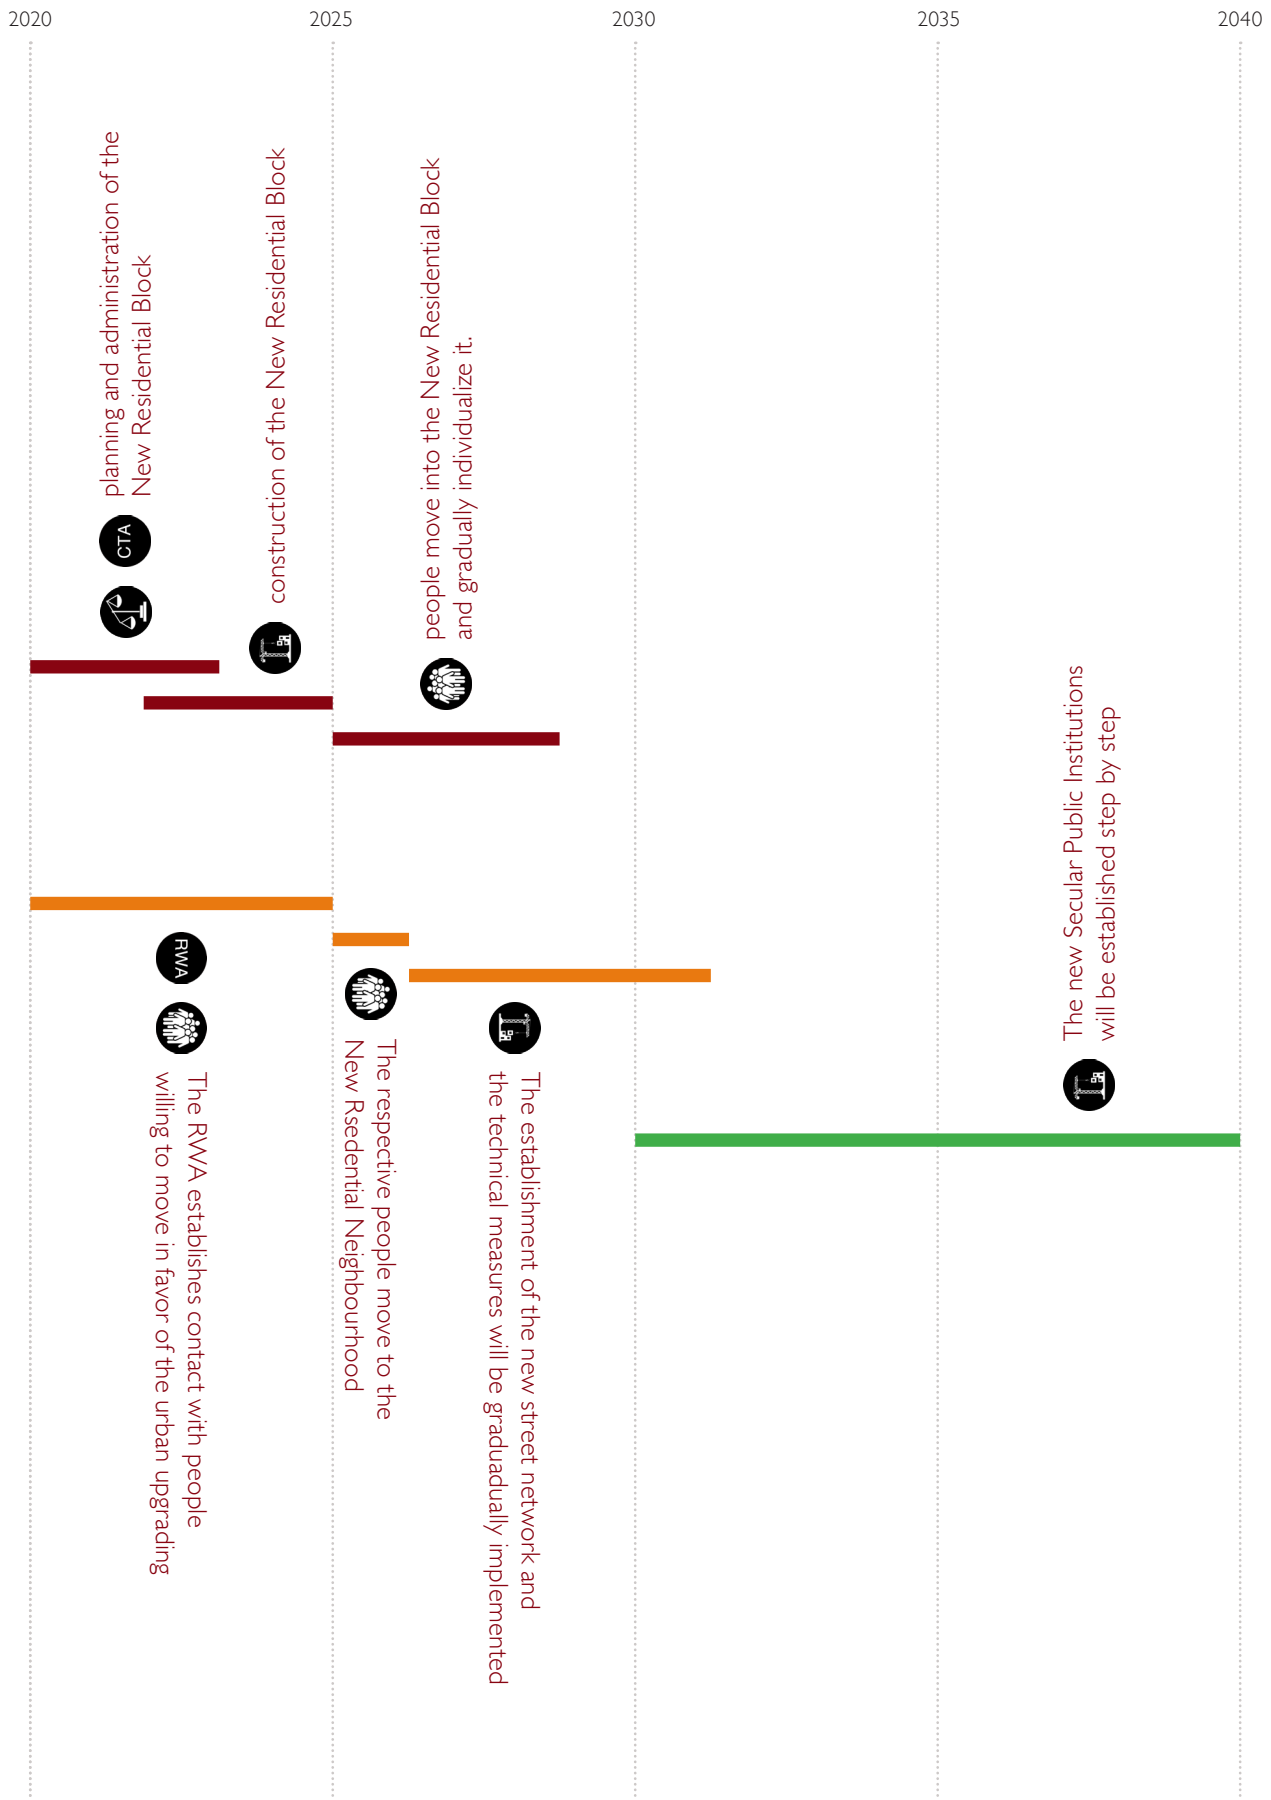 2020
2025
2030
2035
2040
planning and administration of the
New Residential Block
CTA
construction of the New Residential Block
people move into the New Residential Block
and gradually individualize it.
The new Secular Public Institutions
will be established step by step
RWA
The RWA establishes contact with people
willing to move in favor of the urban upgrading
The respective people move to the
New Rsedential Neighbourhood
The establishment of the new street network and
the technical measures will be graduadually implemented